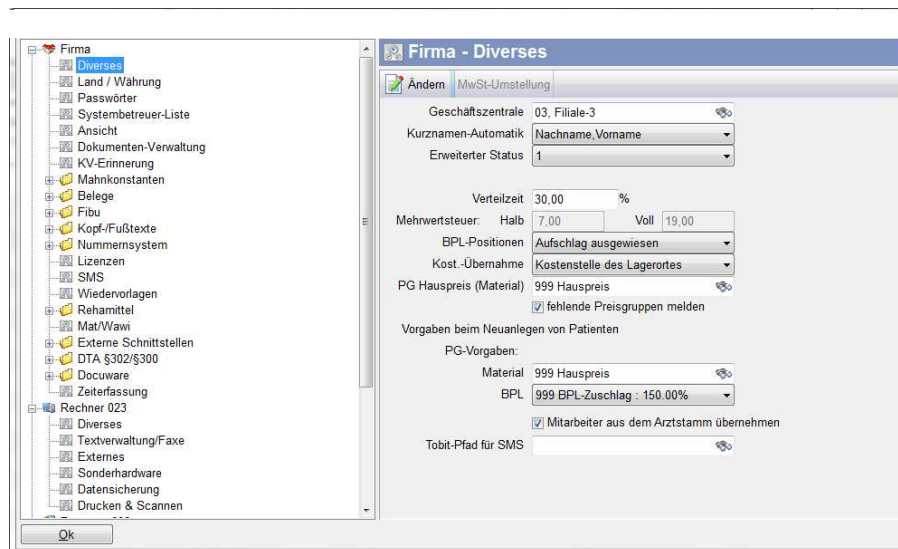 Firma
Diverses
Land / Währung
Passwörter
Systembetreuer-Liste
Ansicht
Dokumenten-Verwaltung
KV-Erinnerung
Mahnkonstanten
Belege
Fibu
Kopf-/Fußtexte
Nummernsystem
Lizenzen
SMS
Wiedervorlagen
Rehamittel
Mat/Wawi
Externe Schnittstellen
DTA §302/§300
Docuware
Zeiterfassung
Rechner 023
Diverses
Textverwaltung/Faxe
Externes
Sonderhardware
Datensicherung
Drucken & Scannen
Firma - Diverses
Ändern MwSt-Umstellung
Geschäftszentrale 03, Filiale-3
Kurznamen-Automatik Nachname,Vorname
Erweiterter Status 1
Verteilzeit 30,00 %
Mehrwertsteuer: Halb 7,00 Voll 19,00
BPL-Positionen Aufschlag ausgewiesen
Kost.-Übernahme Kostenstelle des Lagerortes
PG Hauspreis (Material) 999 Hauspreis
fehlende Preisgruppen melden
Vorgaben beim Neuanlegen von Patienten
PG-Vorgaben:
Material 999 Hauspreis
BPL 999 BPL-Zuschlag : 150.00%
Mitarbeiter aus dem Arztstamm übernehmen
Tobit-Pfad für SMS
Ok